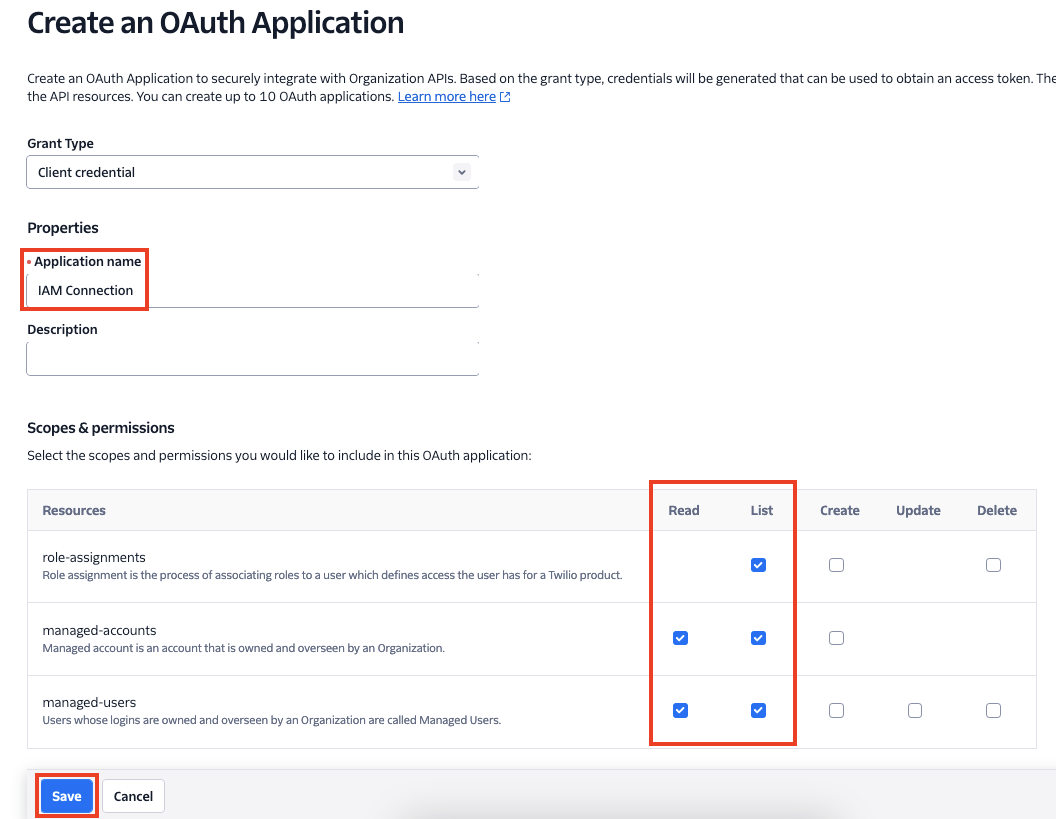 Create an OAuth Application
Create an OAuth Application to securely integrate with Organization APIs. Based on the grant type, credentials will be generated that can be used to obtain an access token. The
the API resources. You can create up to 10 OAuth applications. Learn more here
Grant Type
Client credential
Properties
Application name
IAM Connection
Description
Scopes & permissions
Select the scopes and permissions you would like to include in this OAuth application:
Resources Read List Create Update Delete
role-assignments
Role assignment is the process of associating roles to a user which defines access the user has for a Twilio product.
managed-accounts
Managed account is an account that is owned and overseen by an Organization.
managed-users
Users whose logins are owned and overseen by an Organization are called Managed Users.
Save Cancel